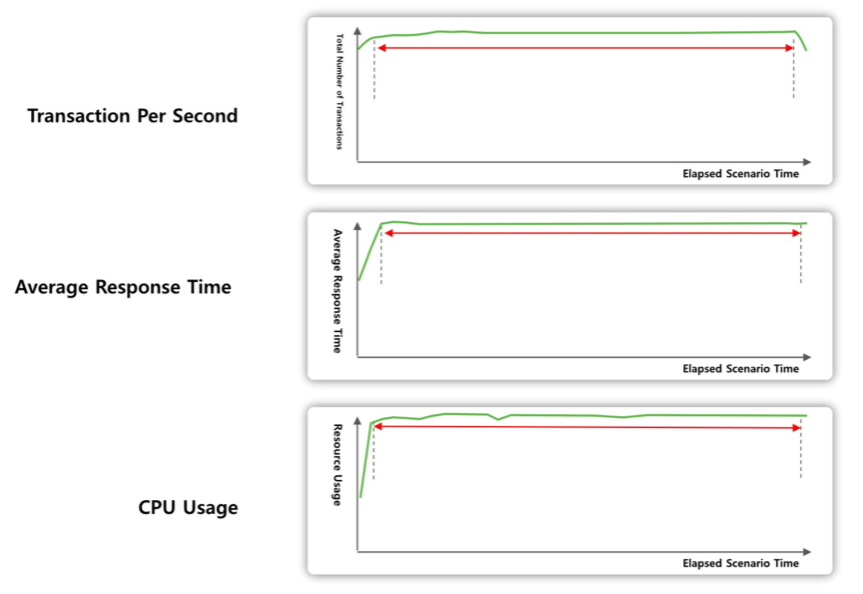 Transaction Per Second
Total Number of Transactions
Elapsed Scenario Time
Average Response Time
Average Response Time
Elapsed Scenario Time
CPU Usage
Resource Usage
Elapsed Scenario Time